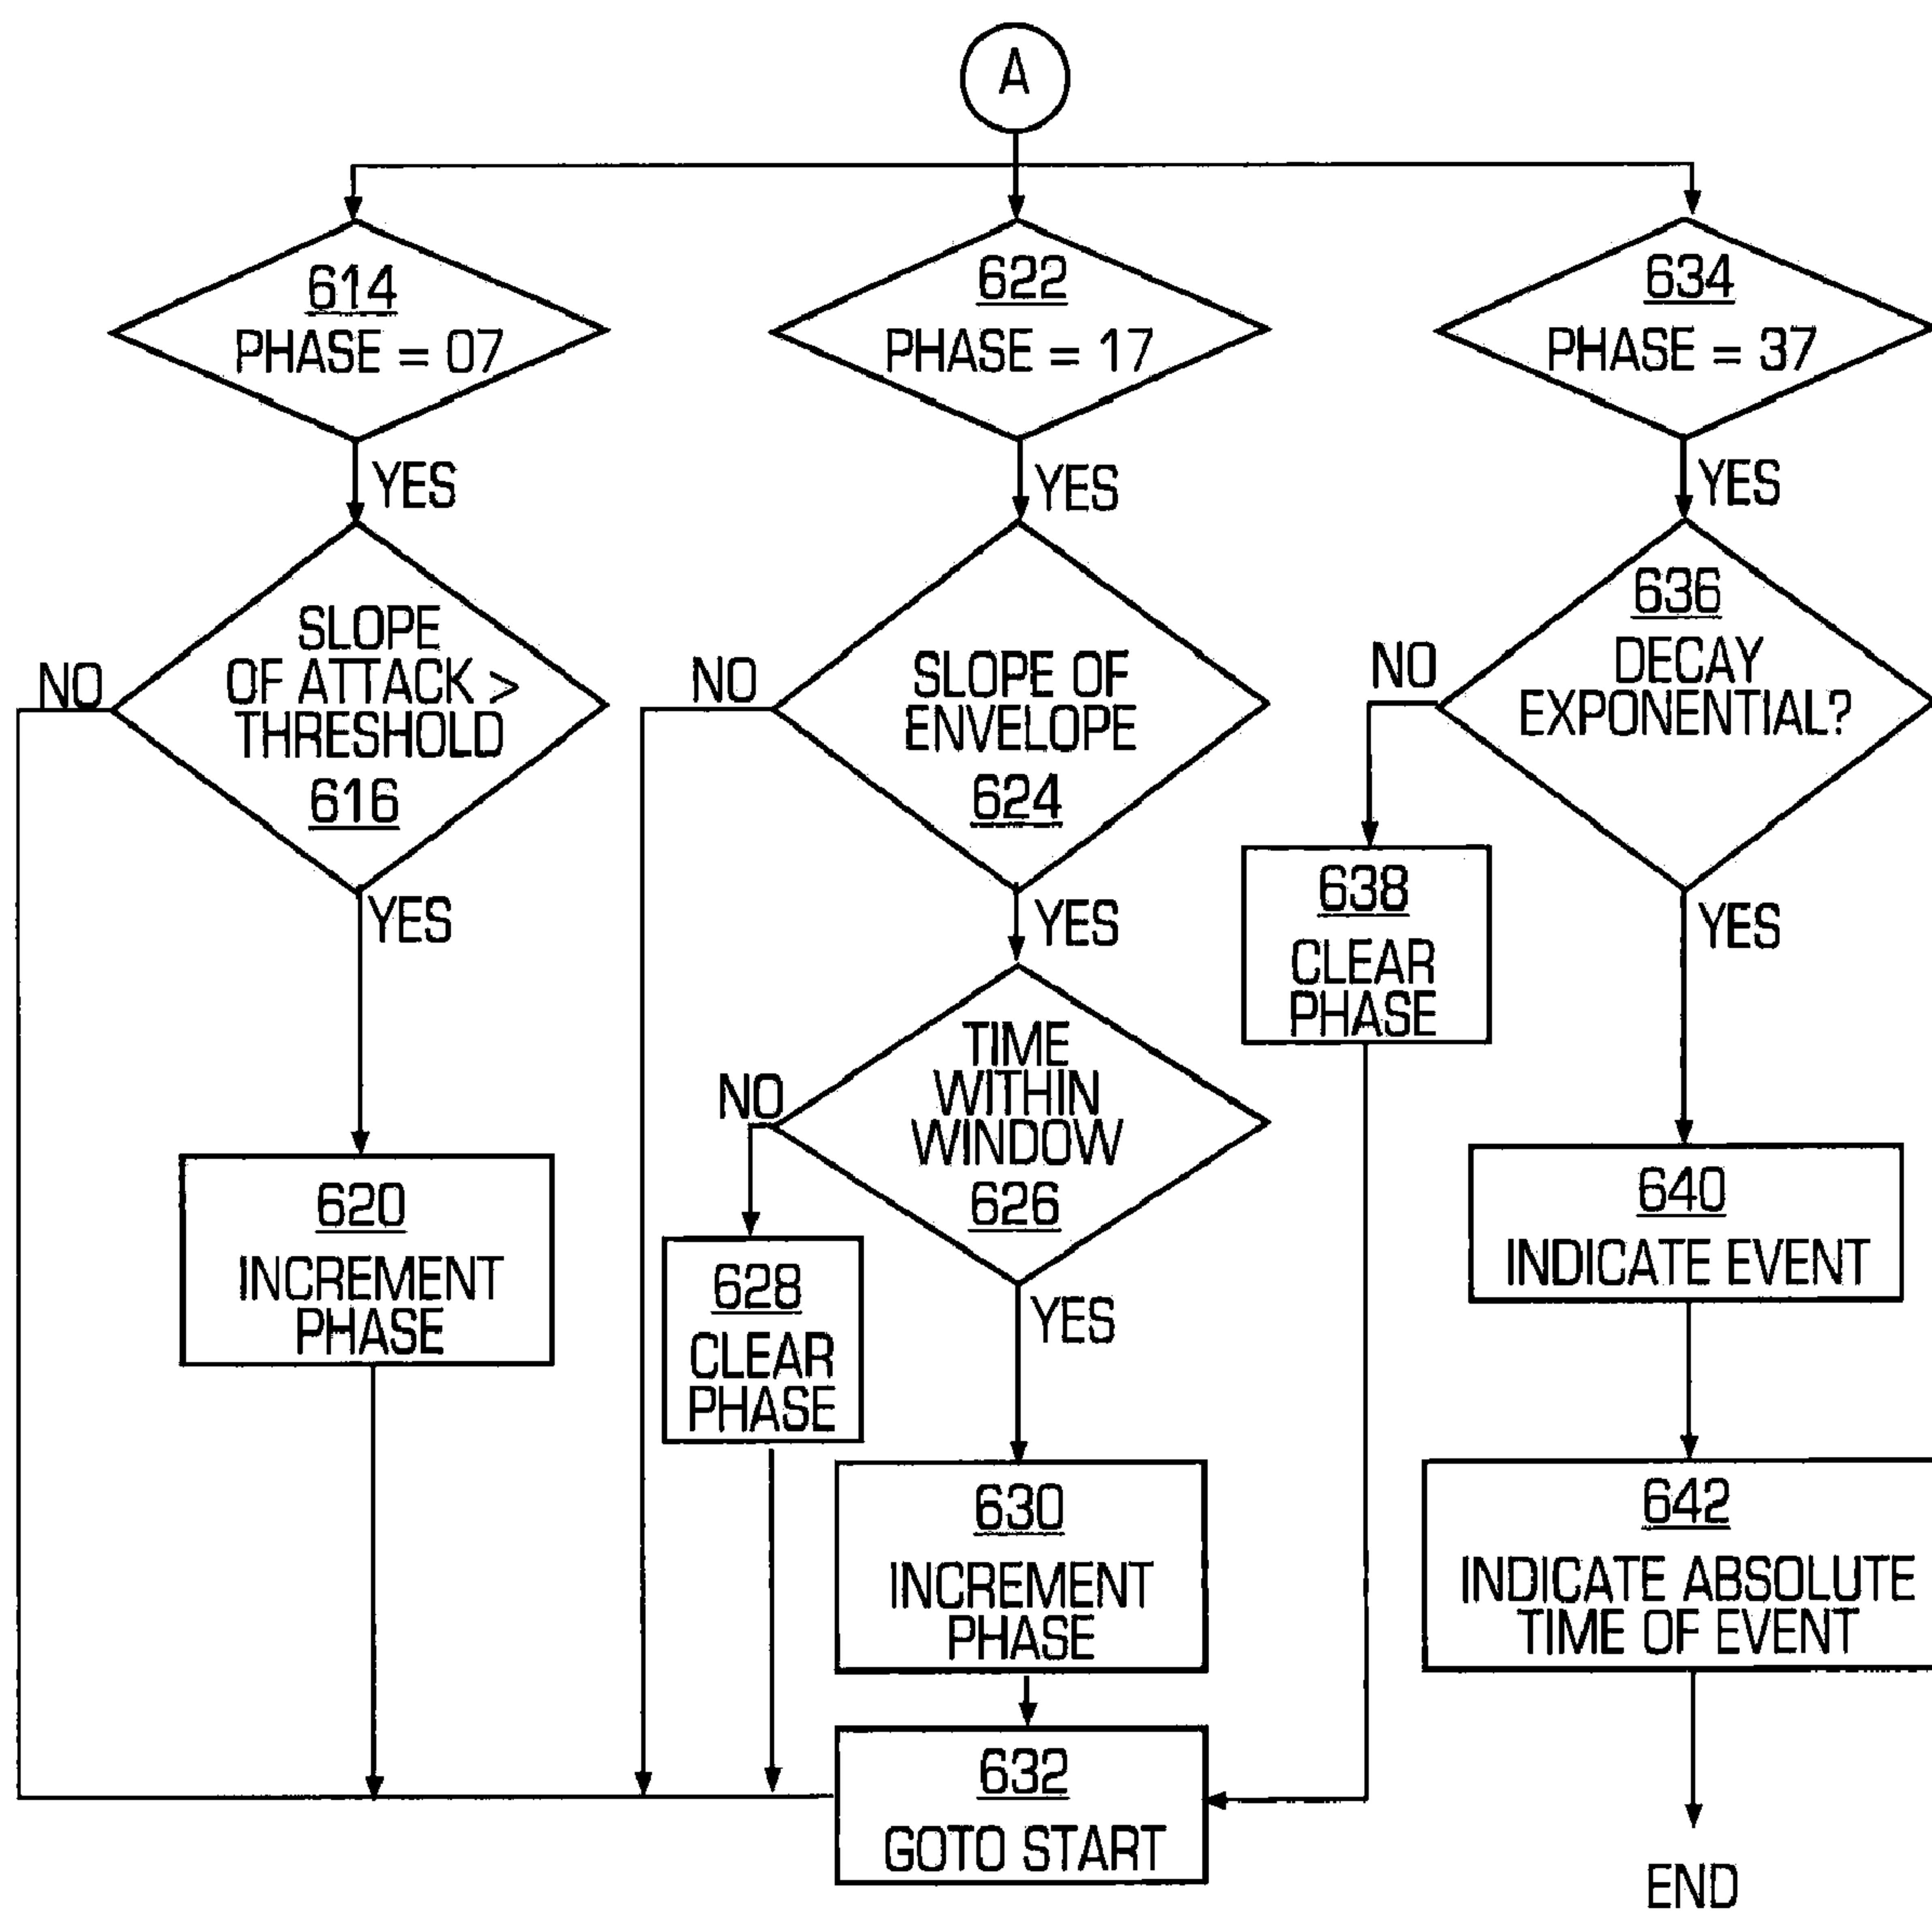 A
614
PHASE = 07
YES
SLOPE
OF ATTACK >
THRESHOLD
616
NO
YES
620
INCREMENT
PHASE
622
PHASE = 17
YES
SLOPE OF
ENVELOPE
624
NO
YES
TIME
WITHIN
WINDOW
626
NO
628
CLEAR
PHASE
YES
630
INCREMENT
PHASE
632
GOTO START
634
PHASE = 37
YES
636
DECAY
EXPONENTIAL?
NO
638
CLEAR
PHASE
YES
640
INDICATE EVENT
642
INDICATE ABSOLUTE
TIME OF EVENT
END